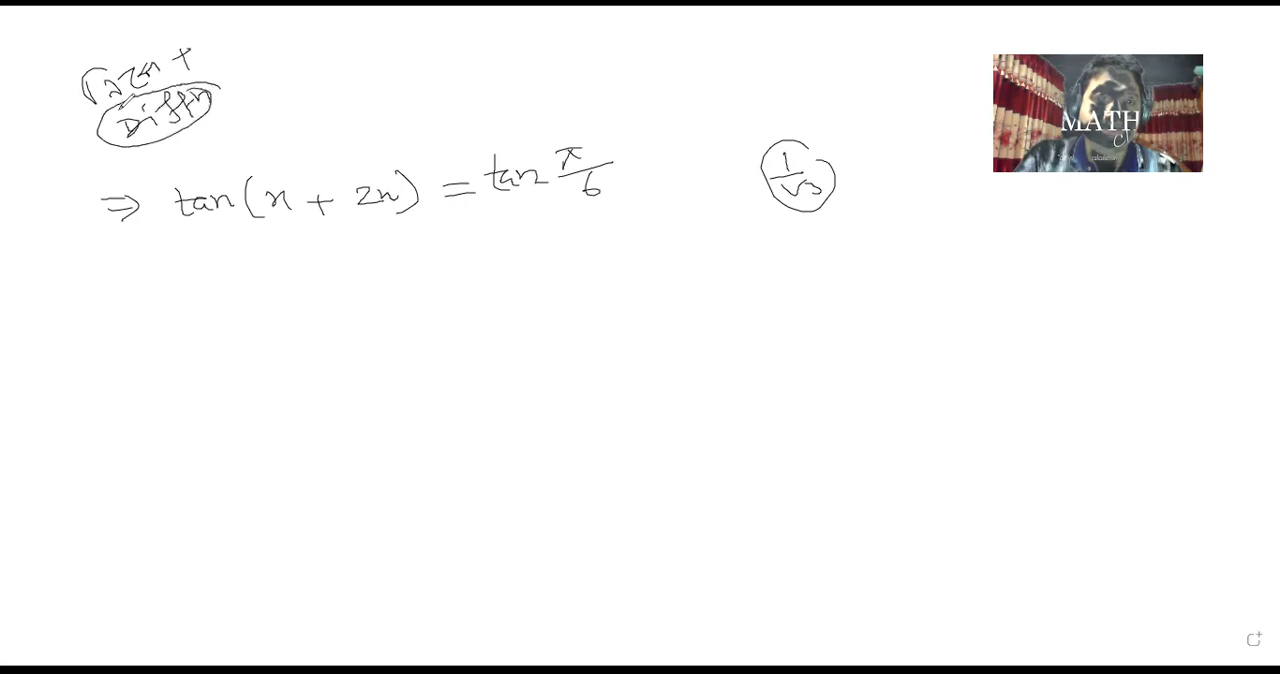 Diffn
⇒ tan(x + 2x) = tan π/6
1/√3
MATH